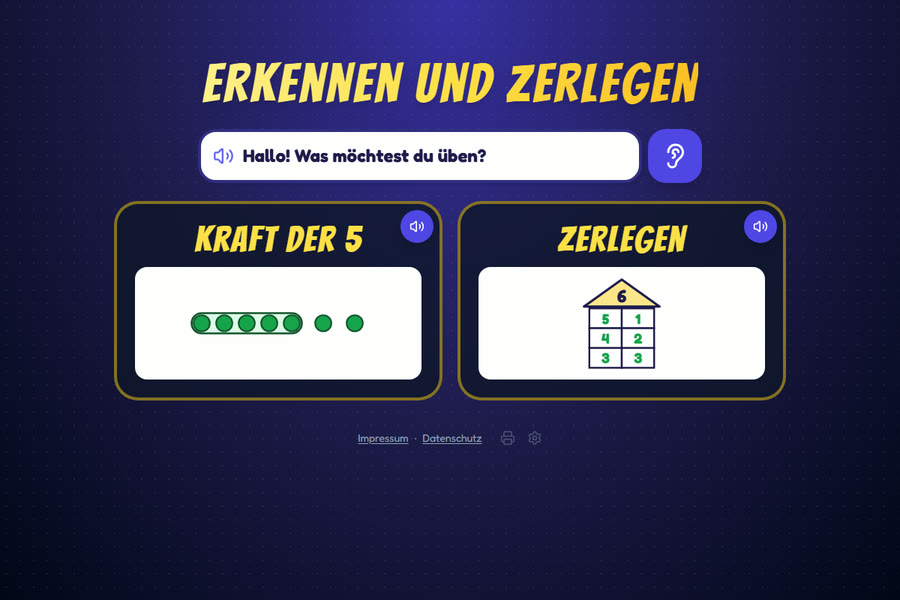 ERKENNEN UND ZERLEGEN
Hallo! Was möchtest du üben?
KRAFT DER 5
ZERLEGEN
6
5 1
4 2
3 3
Impressum · Datenschutz